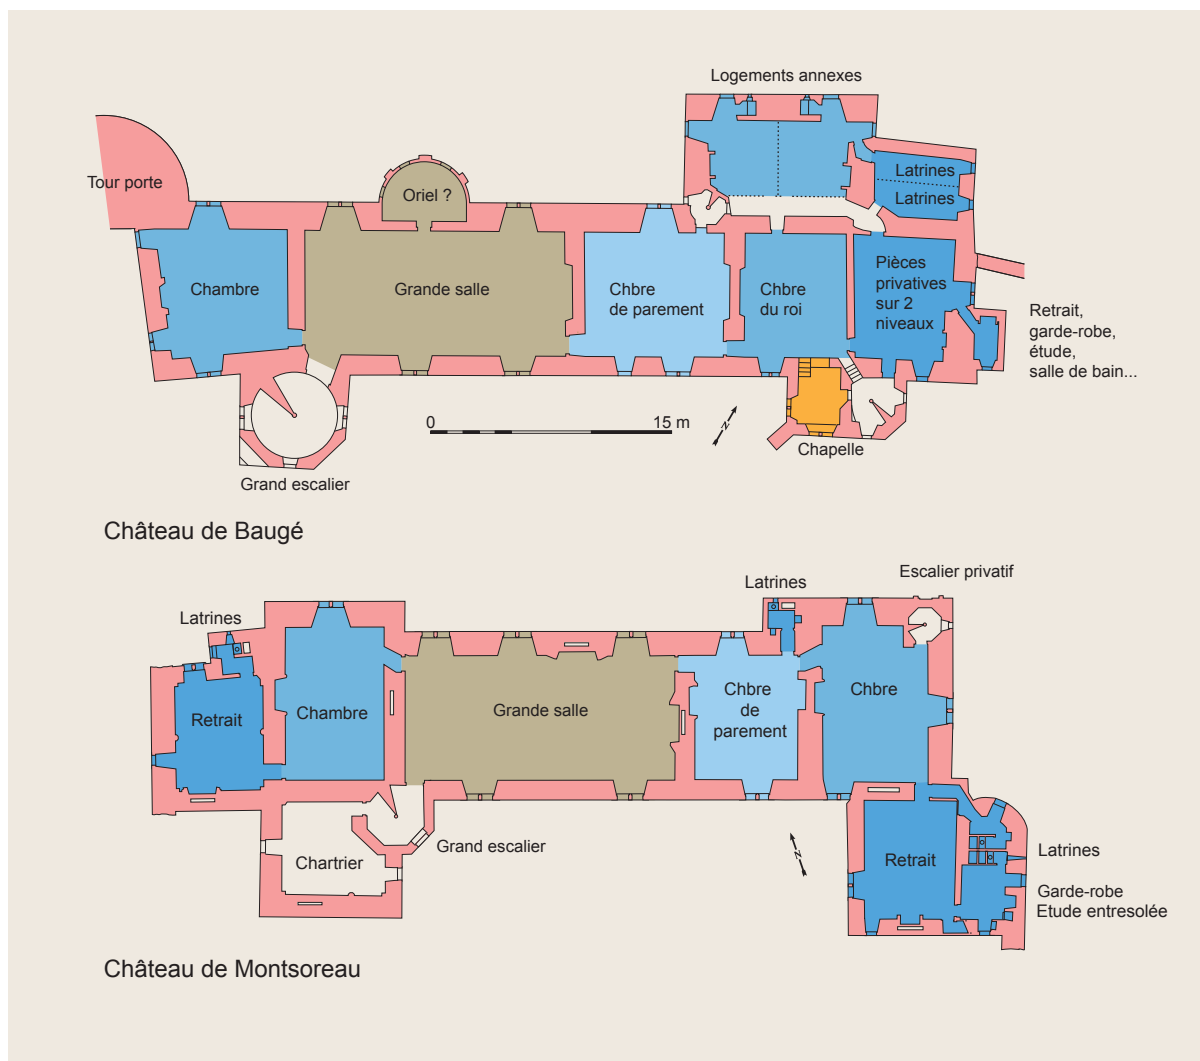 Logements annexes
Tour porte
Oriel ?
Latrines
Latrines
Chambre
Grande salle
Chbre
de parement
Chbre
du roi
Pièces
privatives
sur 2
niveaux
Retrait,
garde-robe,
étude,
salle de bain...
0
15 m
N
Chapelle
Grand escalier
Château de Baugé
Escalier privatif
Latrines
Latrines
Retrait
Chambre
Grande salle
Chbre
de
parement
Chbre
Grand escalier
Chartrier
N
Retrait
Latrines
Garde-robe
Etude entresolée
Château de Montsoreau